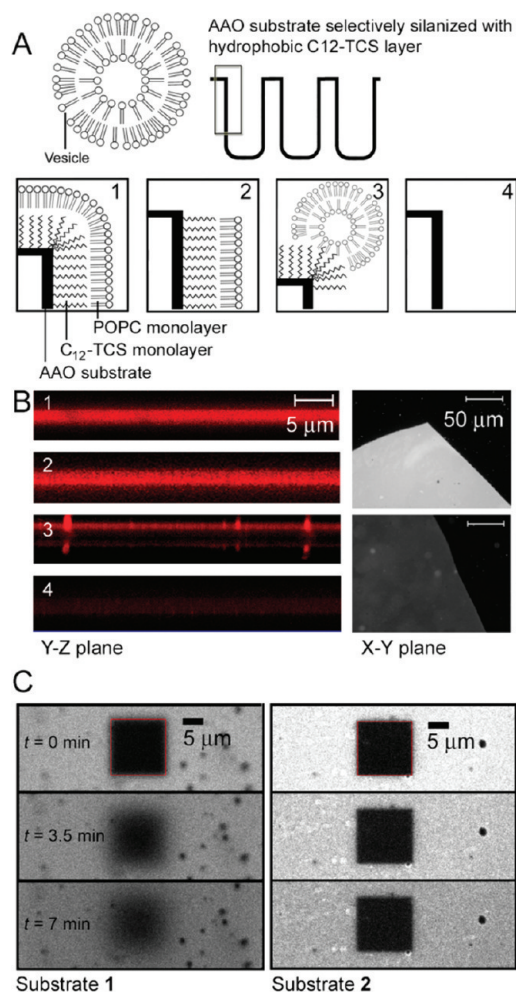 A
AAO substrate selectively silanized with
hydrophobic C12-TCS layer
Vesicle
1
2
3
4
POPC monolayer
C₁₂-TCS monolayer
AAO substrate
B
1
5 μm
50 μm
2
3
4
Y-Z plane
X-Y plane
C
t = 0 min
5 μm
5 μm
t = 3.5 min
t = 7 min
Substrate 1
Substrate 2